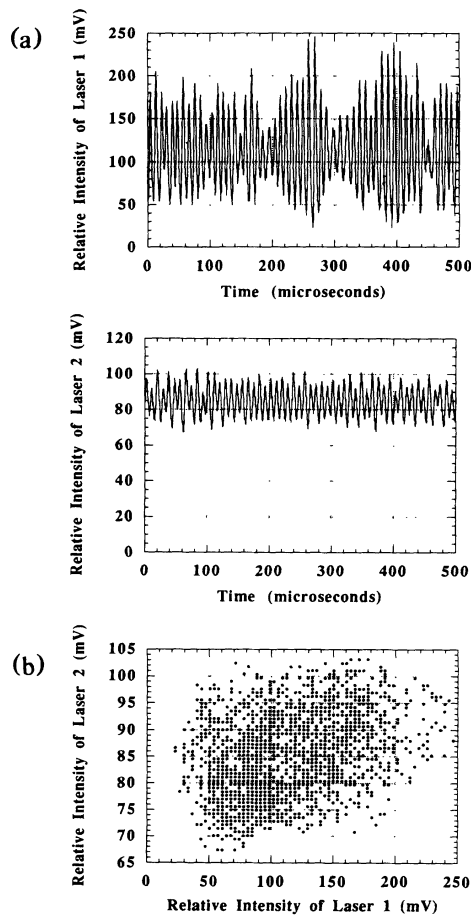 (a)
Relative Intensity of Laser 1 (mV)
250
200
150
100
50
0
0 100 200 300 400 500
Time (microseconds)
Relative Intensity of Laser 2 (mV)
120
100
80
60
40
20
0
0 100 200 300 400 500
Time (microseconds)
(b)
Relative Intensity of Laser 2 (mV)
105
100
95
90
85
80
75
70
65
0 50 100 150 200 250
Relative Intensity of Laser 1 (mV)